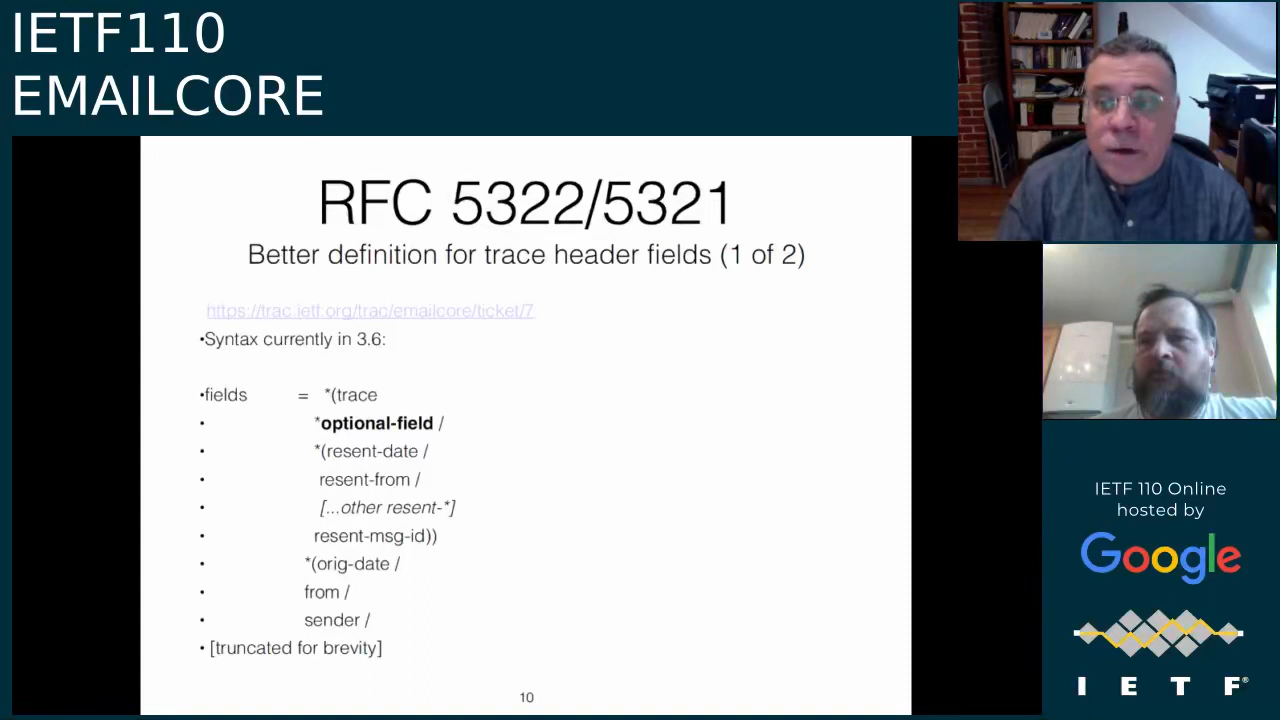 IETF110
EMAILCORE
RFC 5322/5321
Better definition for trace header fields (1 of 2)
https://trac.ietf.org/trac/emailcore/ticket/7
•Syntax currently in 3.6:
•fields = *(trace
• *optional-field /
• *(resent-date /
• resent-from /
• [...other resent-*]
• resent-msg-id))
• *(orig-date /
• from /
• sender /
• [truncated for brevity]
10
IETF 110 Online
hosted by
Google
I E T F®